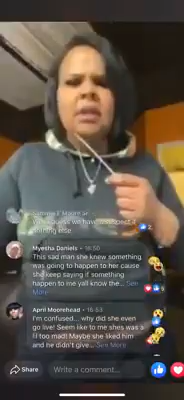 Myesha Daniels • 16:50
This sad man she knew something
was going to happen to her cause
she keep saying if something
happen to me yall know the... See
More
April Moorehead • 16:53
I'm confused... why did she even
go live! Seem like to me shes was a
lil too mad! Maybe she liked him
and he didn't give... See More
Share
Write a comment...